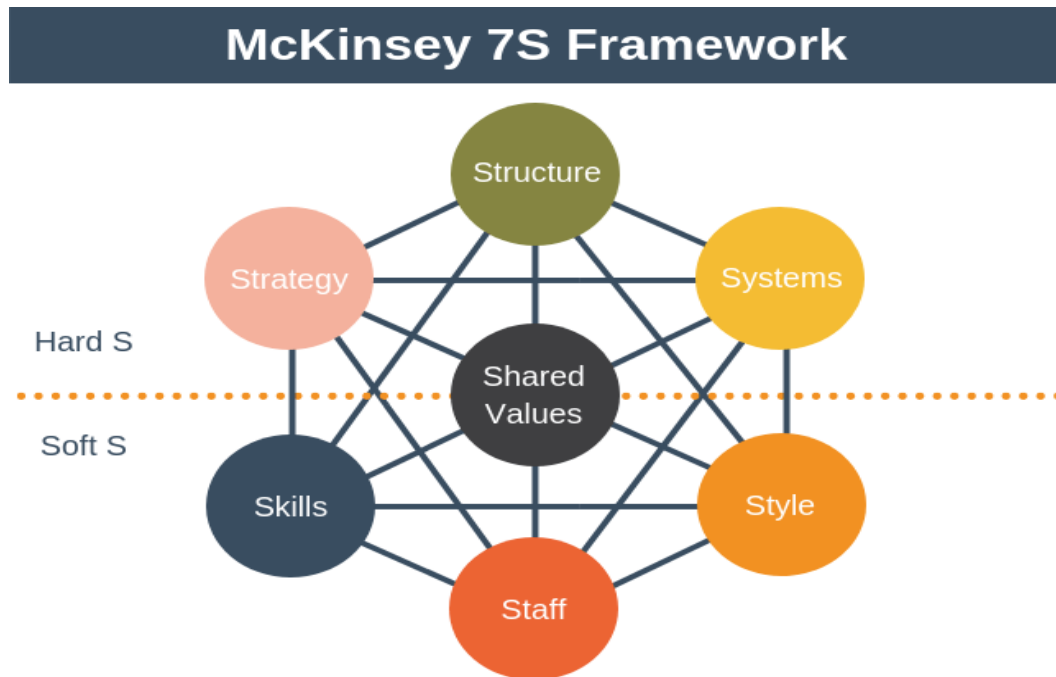 McKinsey 7S Framework
Structure
Strategy
Systems
Hard S
Shared
Values
Soft S
Skills
Style
Staff